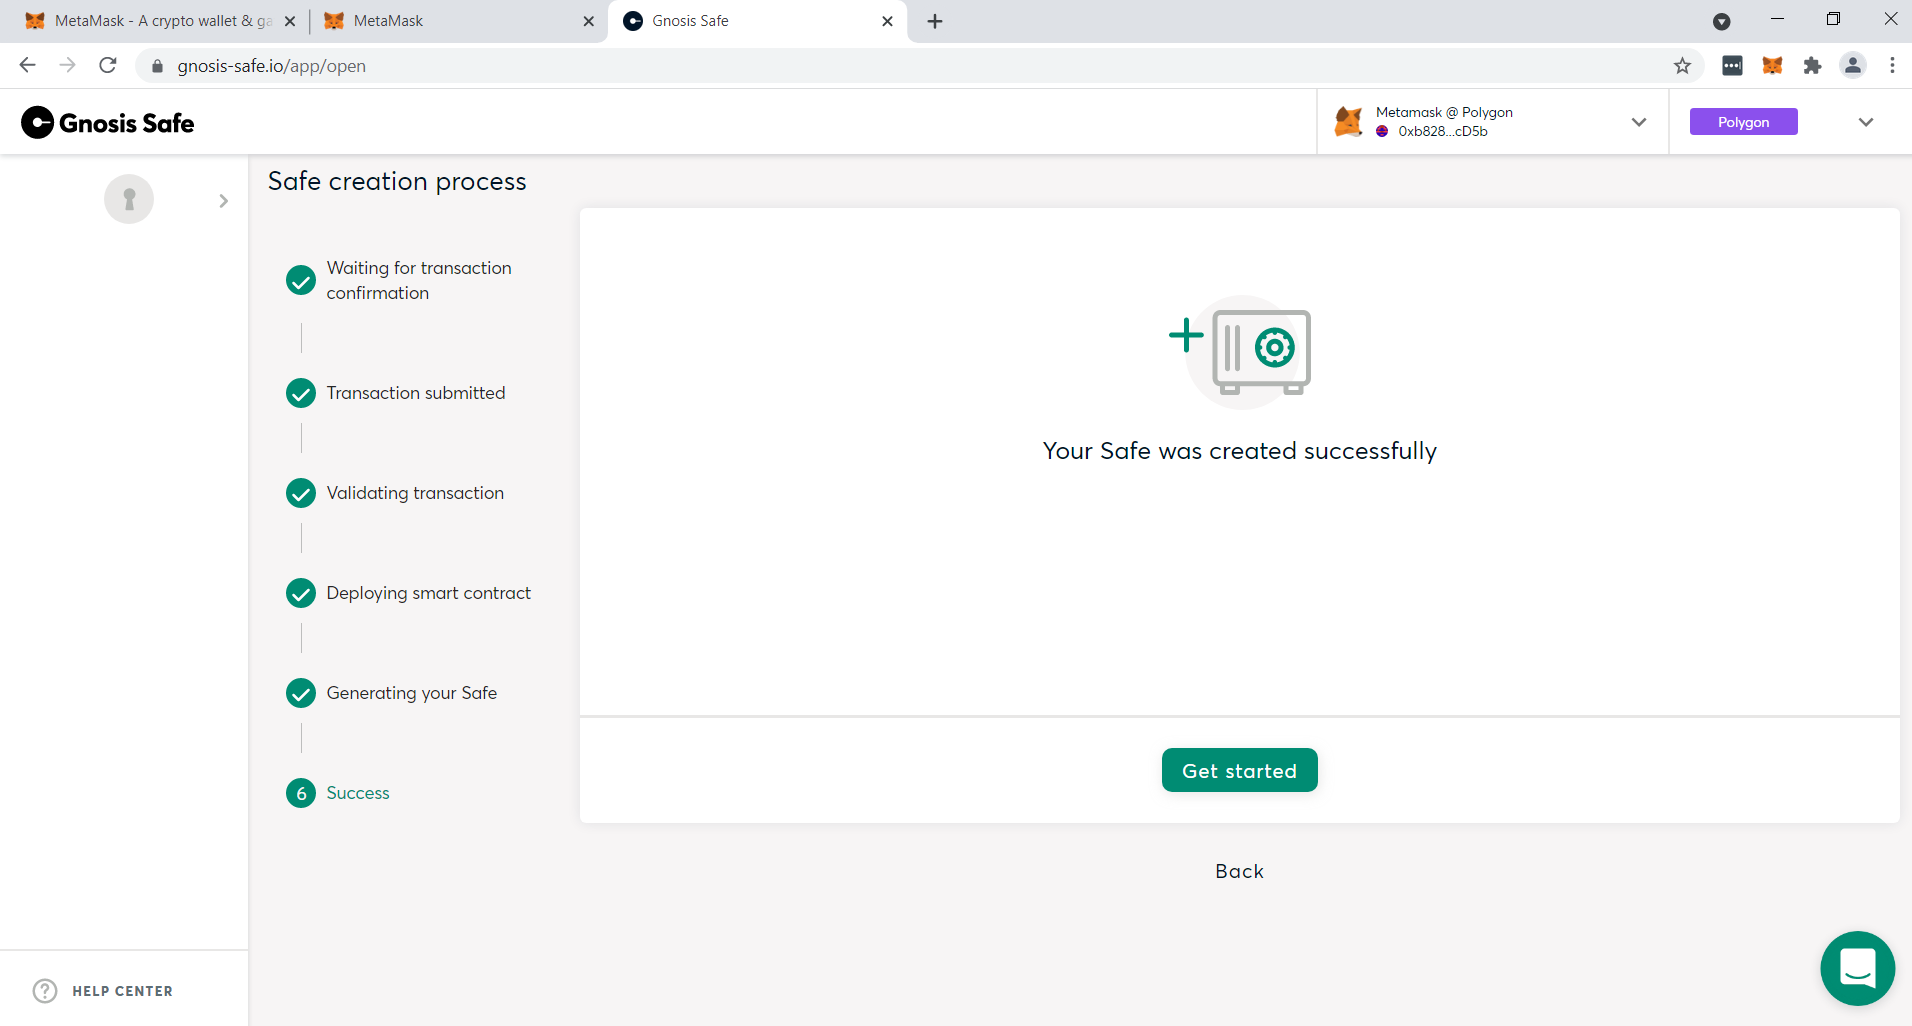 MetaMask - A crypto wallet & ga
MetaMask
Gnosis Safe
gnosis-safe.io/app/open
Gnosis Safe
Metamask @ Polygon
0xb828...cD5b
Polygon
Safe creation process
Waiting for transaction
confirmation
Transaction submitted
Validating transaction
Deploying smart contract
Generating your Safe
6 Success
Your Safe was created successfully
Get started
Back
? HELP CENTER